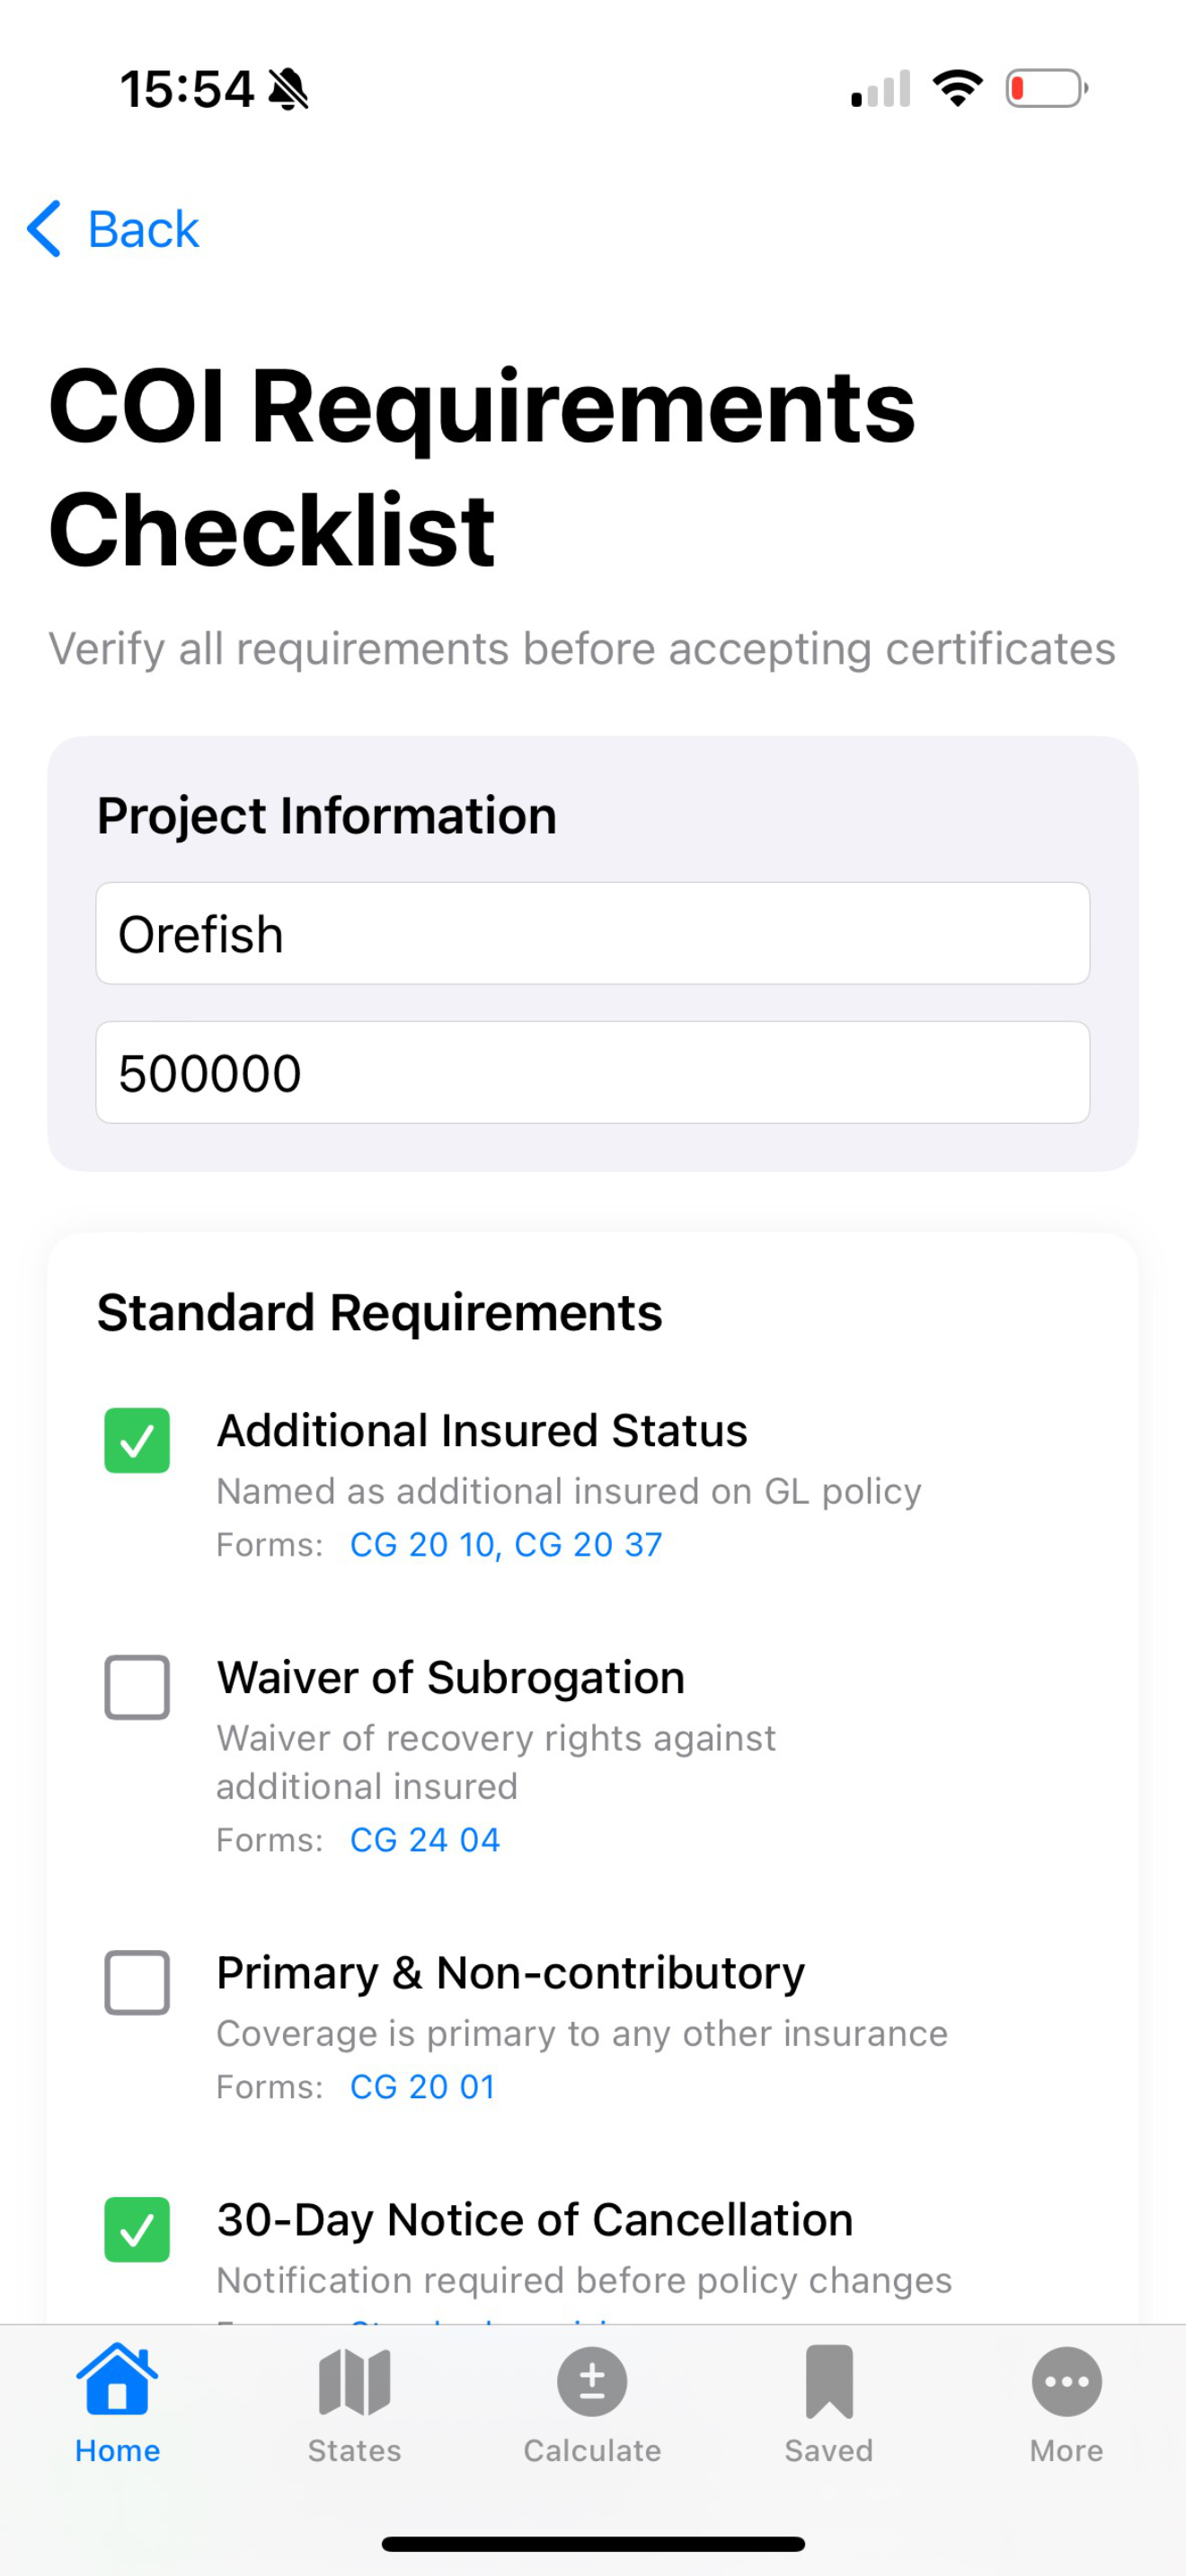 15:54
Back
COI Requirements
Checklist
Verify all requirements before accepting certificates
Project Information
Orefish
500000
Standard Requirements
Additional Insured Status
Named as additional insured on GL policy
Forms: CG 20 10, CG 20 37
Waiver of Subrogation
Waiver of recovery rights against
additional insured
Forms: CG 24 04
Primary & Non-contributory
Coverage is primary to any other insurance
Forms: CG 20 01
30-Day Notice of Cancellation
Notification required before policy changes
Home
States
Calculate
Saved
More